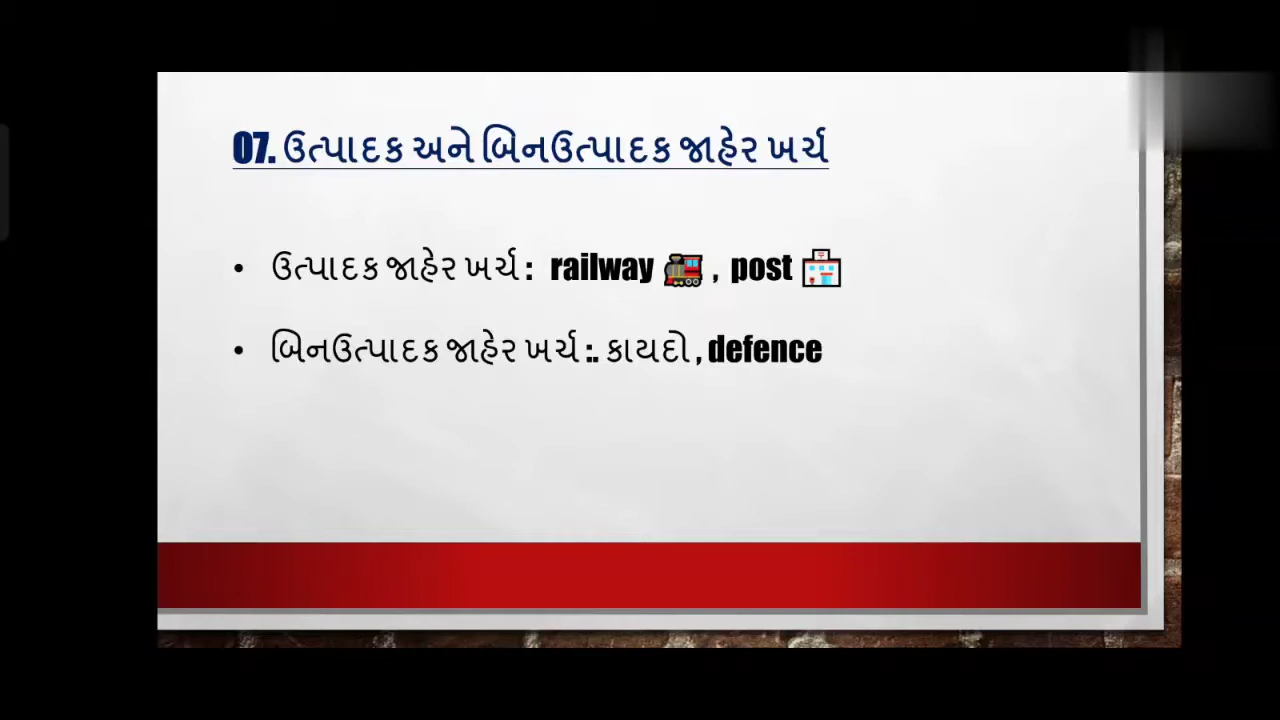 07. ઉત્પાદક અને બિનઉત્પાદક જાહેર ખર્ચ
• ઉત્પાદક જાહેર ખર્ચ : railway 🚂 , post 🏣
• બિનઉત્પાદક જાહેર ખર્ચ :. કાયદો , defence